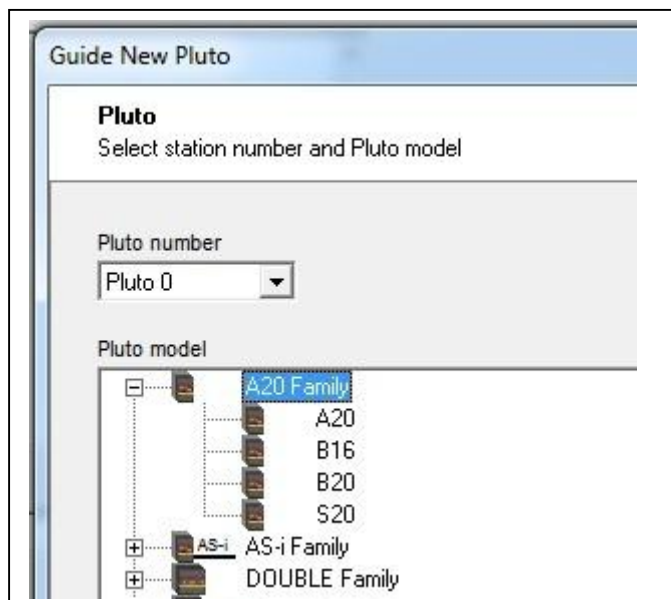 Guide New Pluto
Pluto
Select station number and Pluto model
Pluto number
Pluto 0
Pluto model
A20 Family
A20
B16
B20
S20
AS-i AS-i Family
DOUBLE Family